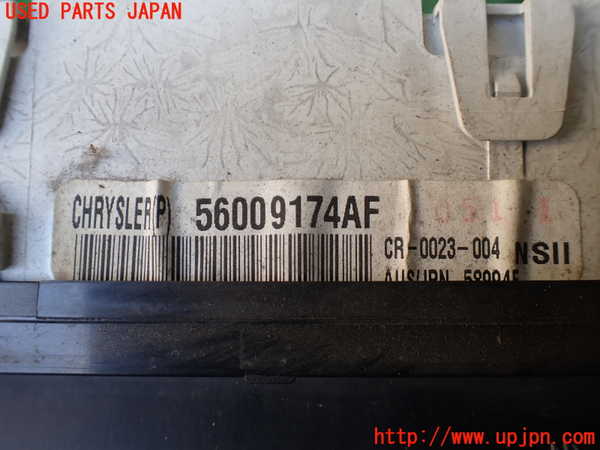 USED PARTS JAPAN
CHRYSLER(P) 56009174AF
CR-0023-004 NSII
http://www.upjpn.com/